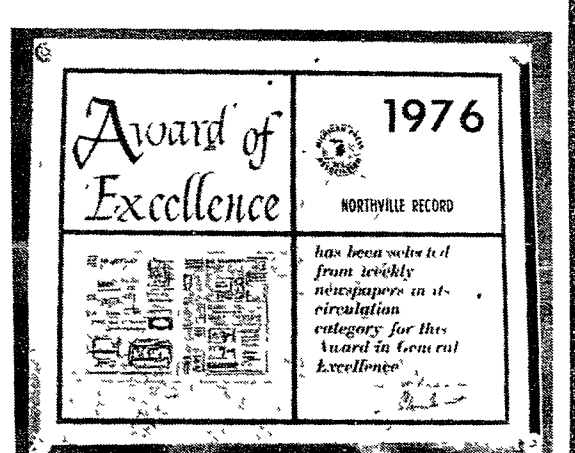 Award of
Excellence
1976
NORTHVILLE RECORD
has been selected
from weekly
newspapers in its
circulation
category for this
Award in General
Excellence